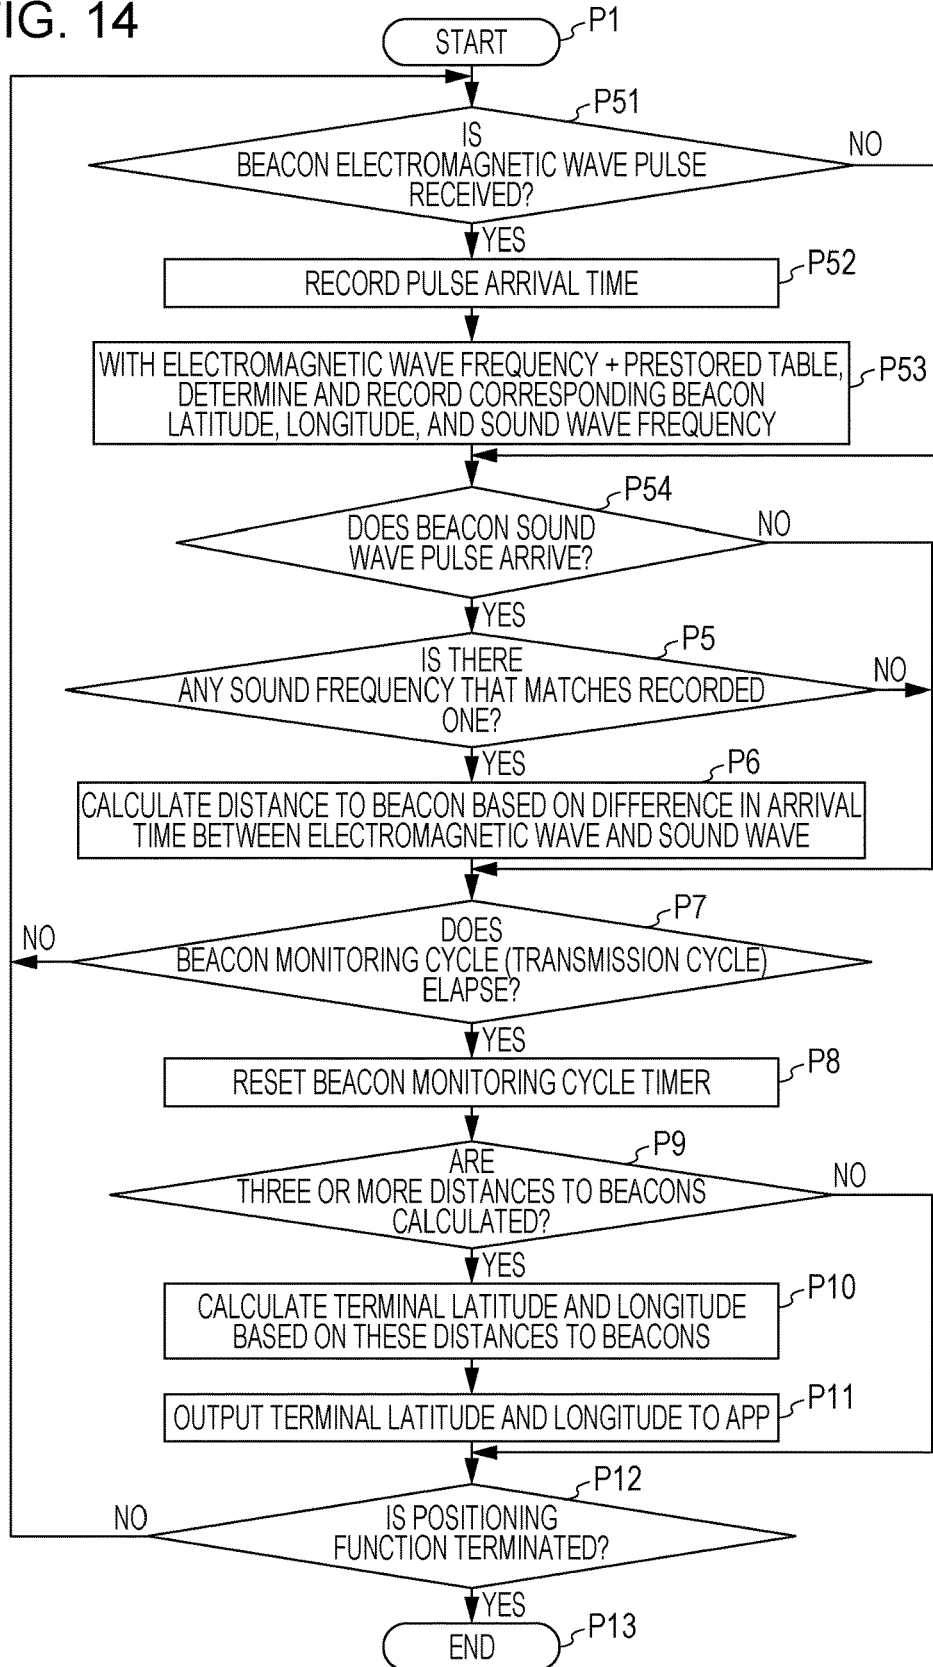 FIG. 14
START
P1
P51
IS
BEACON ELECTROMAGNETIC WAVE PULSE
RECEIVED?
NO
YES
P52
RECORD PULSE ARRIVAL TIME
WITH ELECTROMAGNETIC WAVE FREQUENCY + PRESTORED TABLE,
DETERMINE AND RECORD CORRESPONDING BEACON
LATITUDE, LONGITUDE, AND SOUND WAVE FREQUENCY
P53
P54
DOES BEACON SOUND
WAVE PULSE ARRIVE?
NO
YES
P5
IS THERE
ANY SOUND FREQUENCY THAT MATCHES RECORDED
ONE?
NO
YES
P6
CALCULATE DISTANCE TO BEACON BASED ON DIFFERENCE IN ARRIVAL
TIME BETWEEN ELECTROMAGNETIC WAVE AND SOUND WAVE
P7
DOES
BEACON MONITORING CYCLE (TRANSMISSION CYCLE)
ELAPSE?
NO
YES
P8
RESET BEACON MONITORING CYCLE TIMER
P9
ARE
THREE OR MORE DISTANCES TO BEACONS
CALCULATED?
NO
YES
P10
CALCULATE TERMINAL LATITUDE AND LONGITUDE
BASED ON THESE DISTANCES TO BEACONS
P11
OUTPUT TERMINAL LATITUDE AND LONGITUDE TO APP
P12
IS POSITIONING
FUNCTION TERMINATED?
NO
YES
P13
END